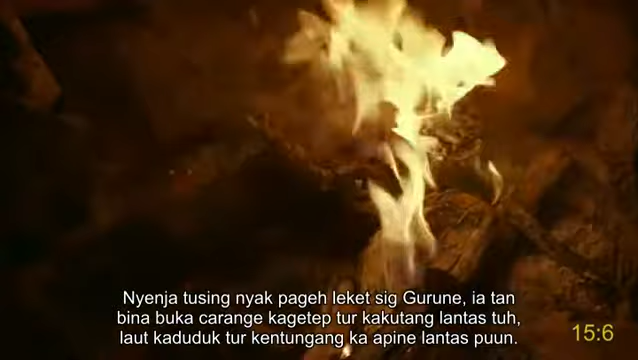 Nyenja tusing nyak pageh leket sig Gurune, ia tan
bina buka carange kagetep tur kakutang lantas tuh,
laut kaduduk tur kentungang ka apine lantas puun.
15:6